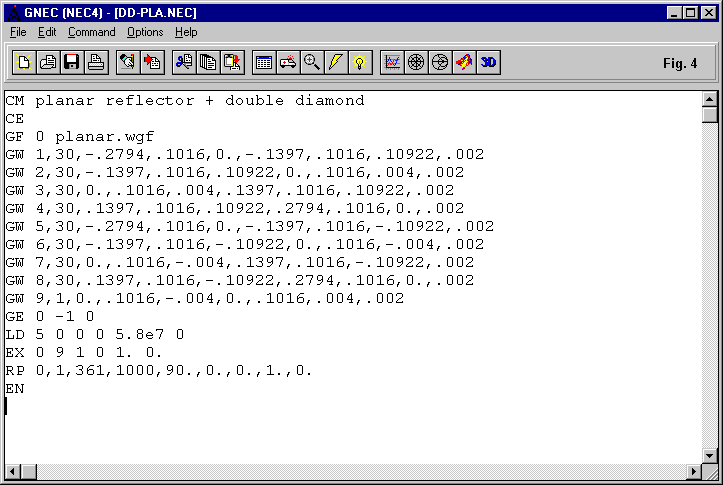 GNEC (NEC4) - [DD-PLA.NEC]
File Edit Commands Options Help
3D Fig. 4
CM planar reflector + double diamond
CE
GF 0 planar.wgf
GW 1,30,-.2794,.1016,0.,-.1397,.1016,.10922,.002
GW 2,30,-.1397,.1016,.10922,0.,.1016,.004,.002
GW 3,30,0.,.1016,.004,.1397,.1016,.10922,.002
GW 4,30,.1397,.1016,.10922,.2794,.1016,0.,.002
GW 5,30,-.2794,.1016,0.,-.1397,.1016,-.10922,.002
GW 6,30,-.1397,.1016,-.10922,0.,.1016,-.004,.002
GW 7,30,0.,.1016,-.004,.1397,.1016,-.10922,.002
GW 8,30,.1397,.1016,-.10922,.2794,.1016,0.,.002
GW 9,1,0.,.1016,-.004,0.,.1016,.004,.002
GE 0 -1 0
LD 5 0 0 0 5.8e7 0
EX 0 9 1 0 1. 0.
RP 0,1,361,1000,90.,0.,0.,1.,0.
EN